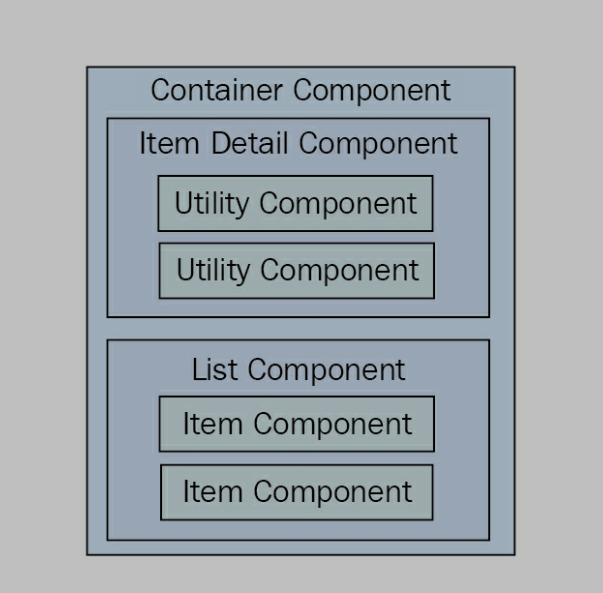 Container Component
Item Detail Component
Utility Component
Utility Component
List Component
Item Component
Item Component